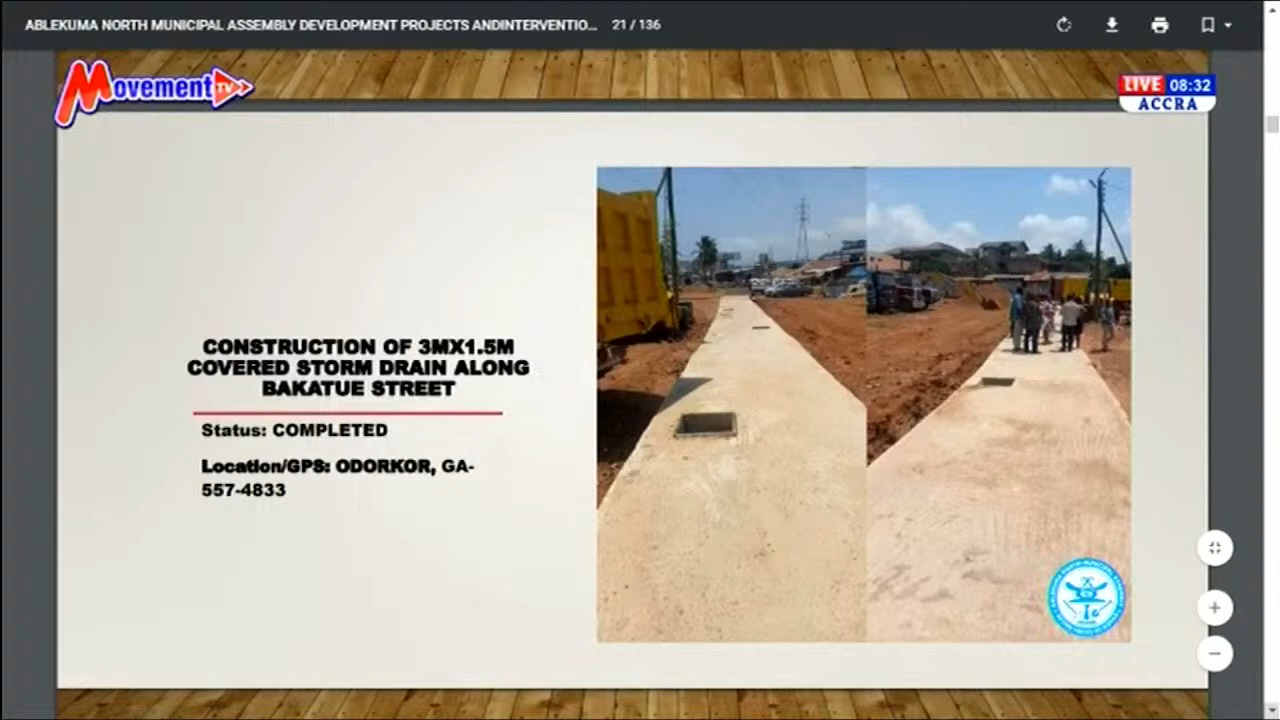 ABLEKUMA NORTH MUNICIPAL ASSEMBLY DEVELOPMENT PROJECTS ANDINTERVENTIO... 21 / 136
Movement TV
LIVE 08:32
ACCRA
CONSTRUCTION OF 3MX1.5M
COVERED STORM DRAIN ALONG
BAKATUE STREET
Status: COMPLETED
Location/GPS: ODORKOR, GA-
557-4833